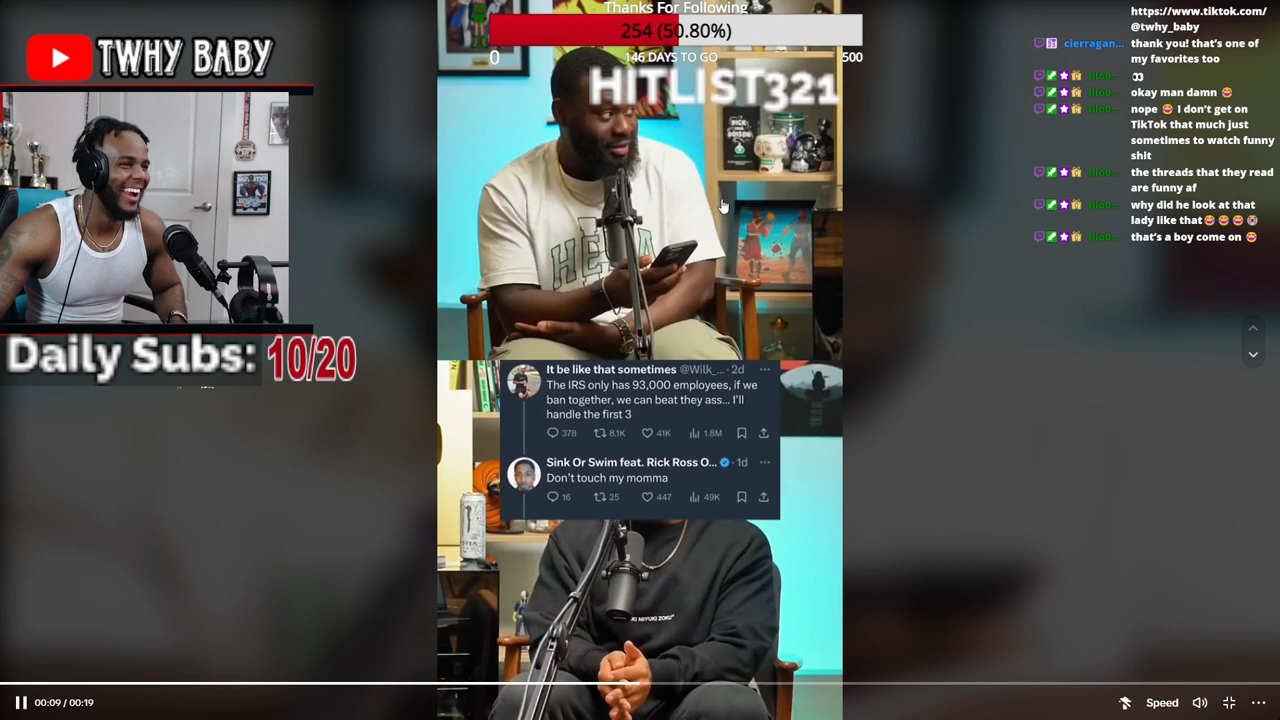 TWHY BABY
Thanks For Following
254 (50.80%)
0
146 DAYS TO GO
500
HITLIST321
https://www.tiktok.com/
@twhy_baby
cierragan... thank you! that's one of
my favorites too
okay man damn
nope I don't get on
TikTok that much just
sometimes to watch funny
shit
the threads that they read
are funny af
why did he look at that
lady like that
that's a boy come on
PICK
POISON
Daily Subs: 10/20
It be like that sometimes @Wilk_... · 2d
The IRS only has 93,000 employees, if we
ban together, we can beat they ass... I'll
handle the first 3
378 8.1K 41K 1.8M
Sink Or Swim feat. Rick Ross O... · 1d
Don't touch my momma
16 25 447 49K
00:09 / 00:19
Speed